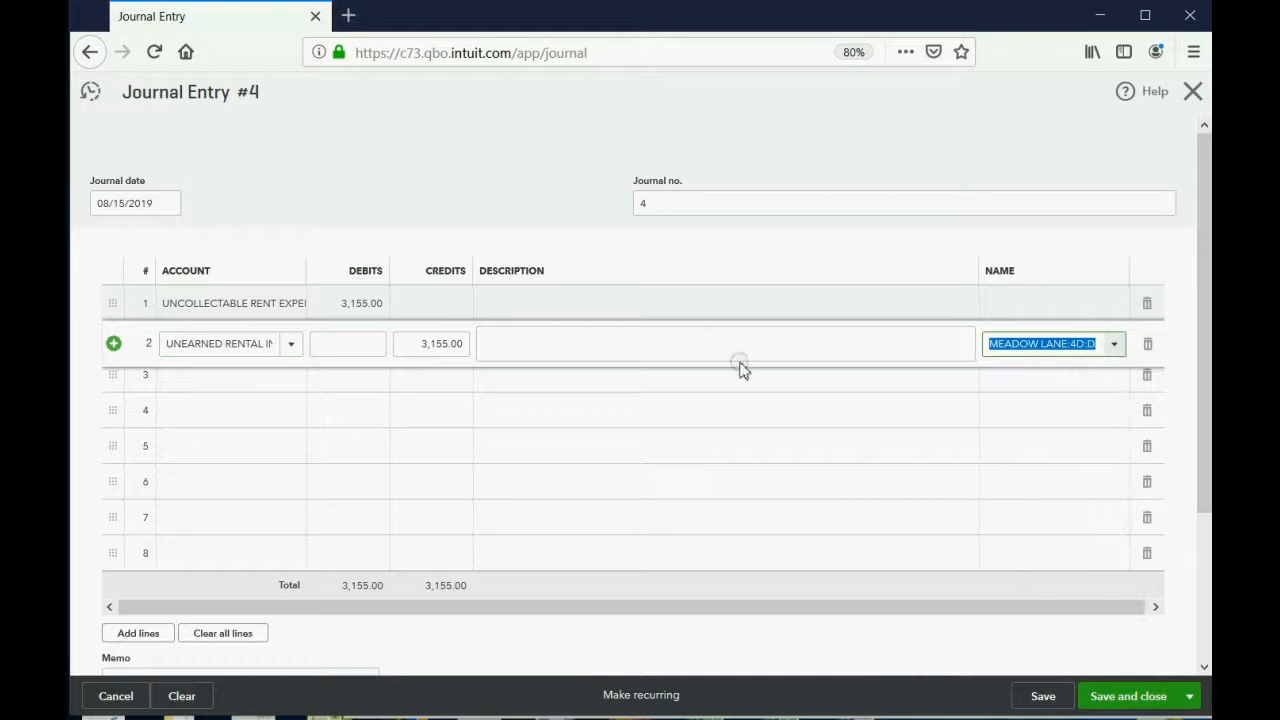 Journal Entry
https://c73.qbo.intuit.com/app/journal
80%
Journal Entry #4
Help
Journal date
Journal no.
08/15/2019
4
# ACCOUNT DEBITS CREDITS DESCRIPTION NAME
1 UNCOLLECTABLE RENT EXPEI 3,155.00
2 UNEARNED RENTAL IN 3,155.00 MEADOW LANE:4D:D
3
4
5
6
7
8
Total 3,155.00 3,155.00
Add lines Clear all lines
Memo
Cancel Clear Make recurring Save Save and close